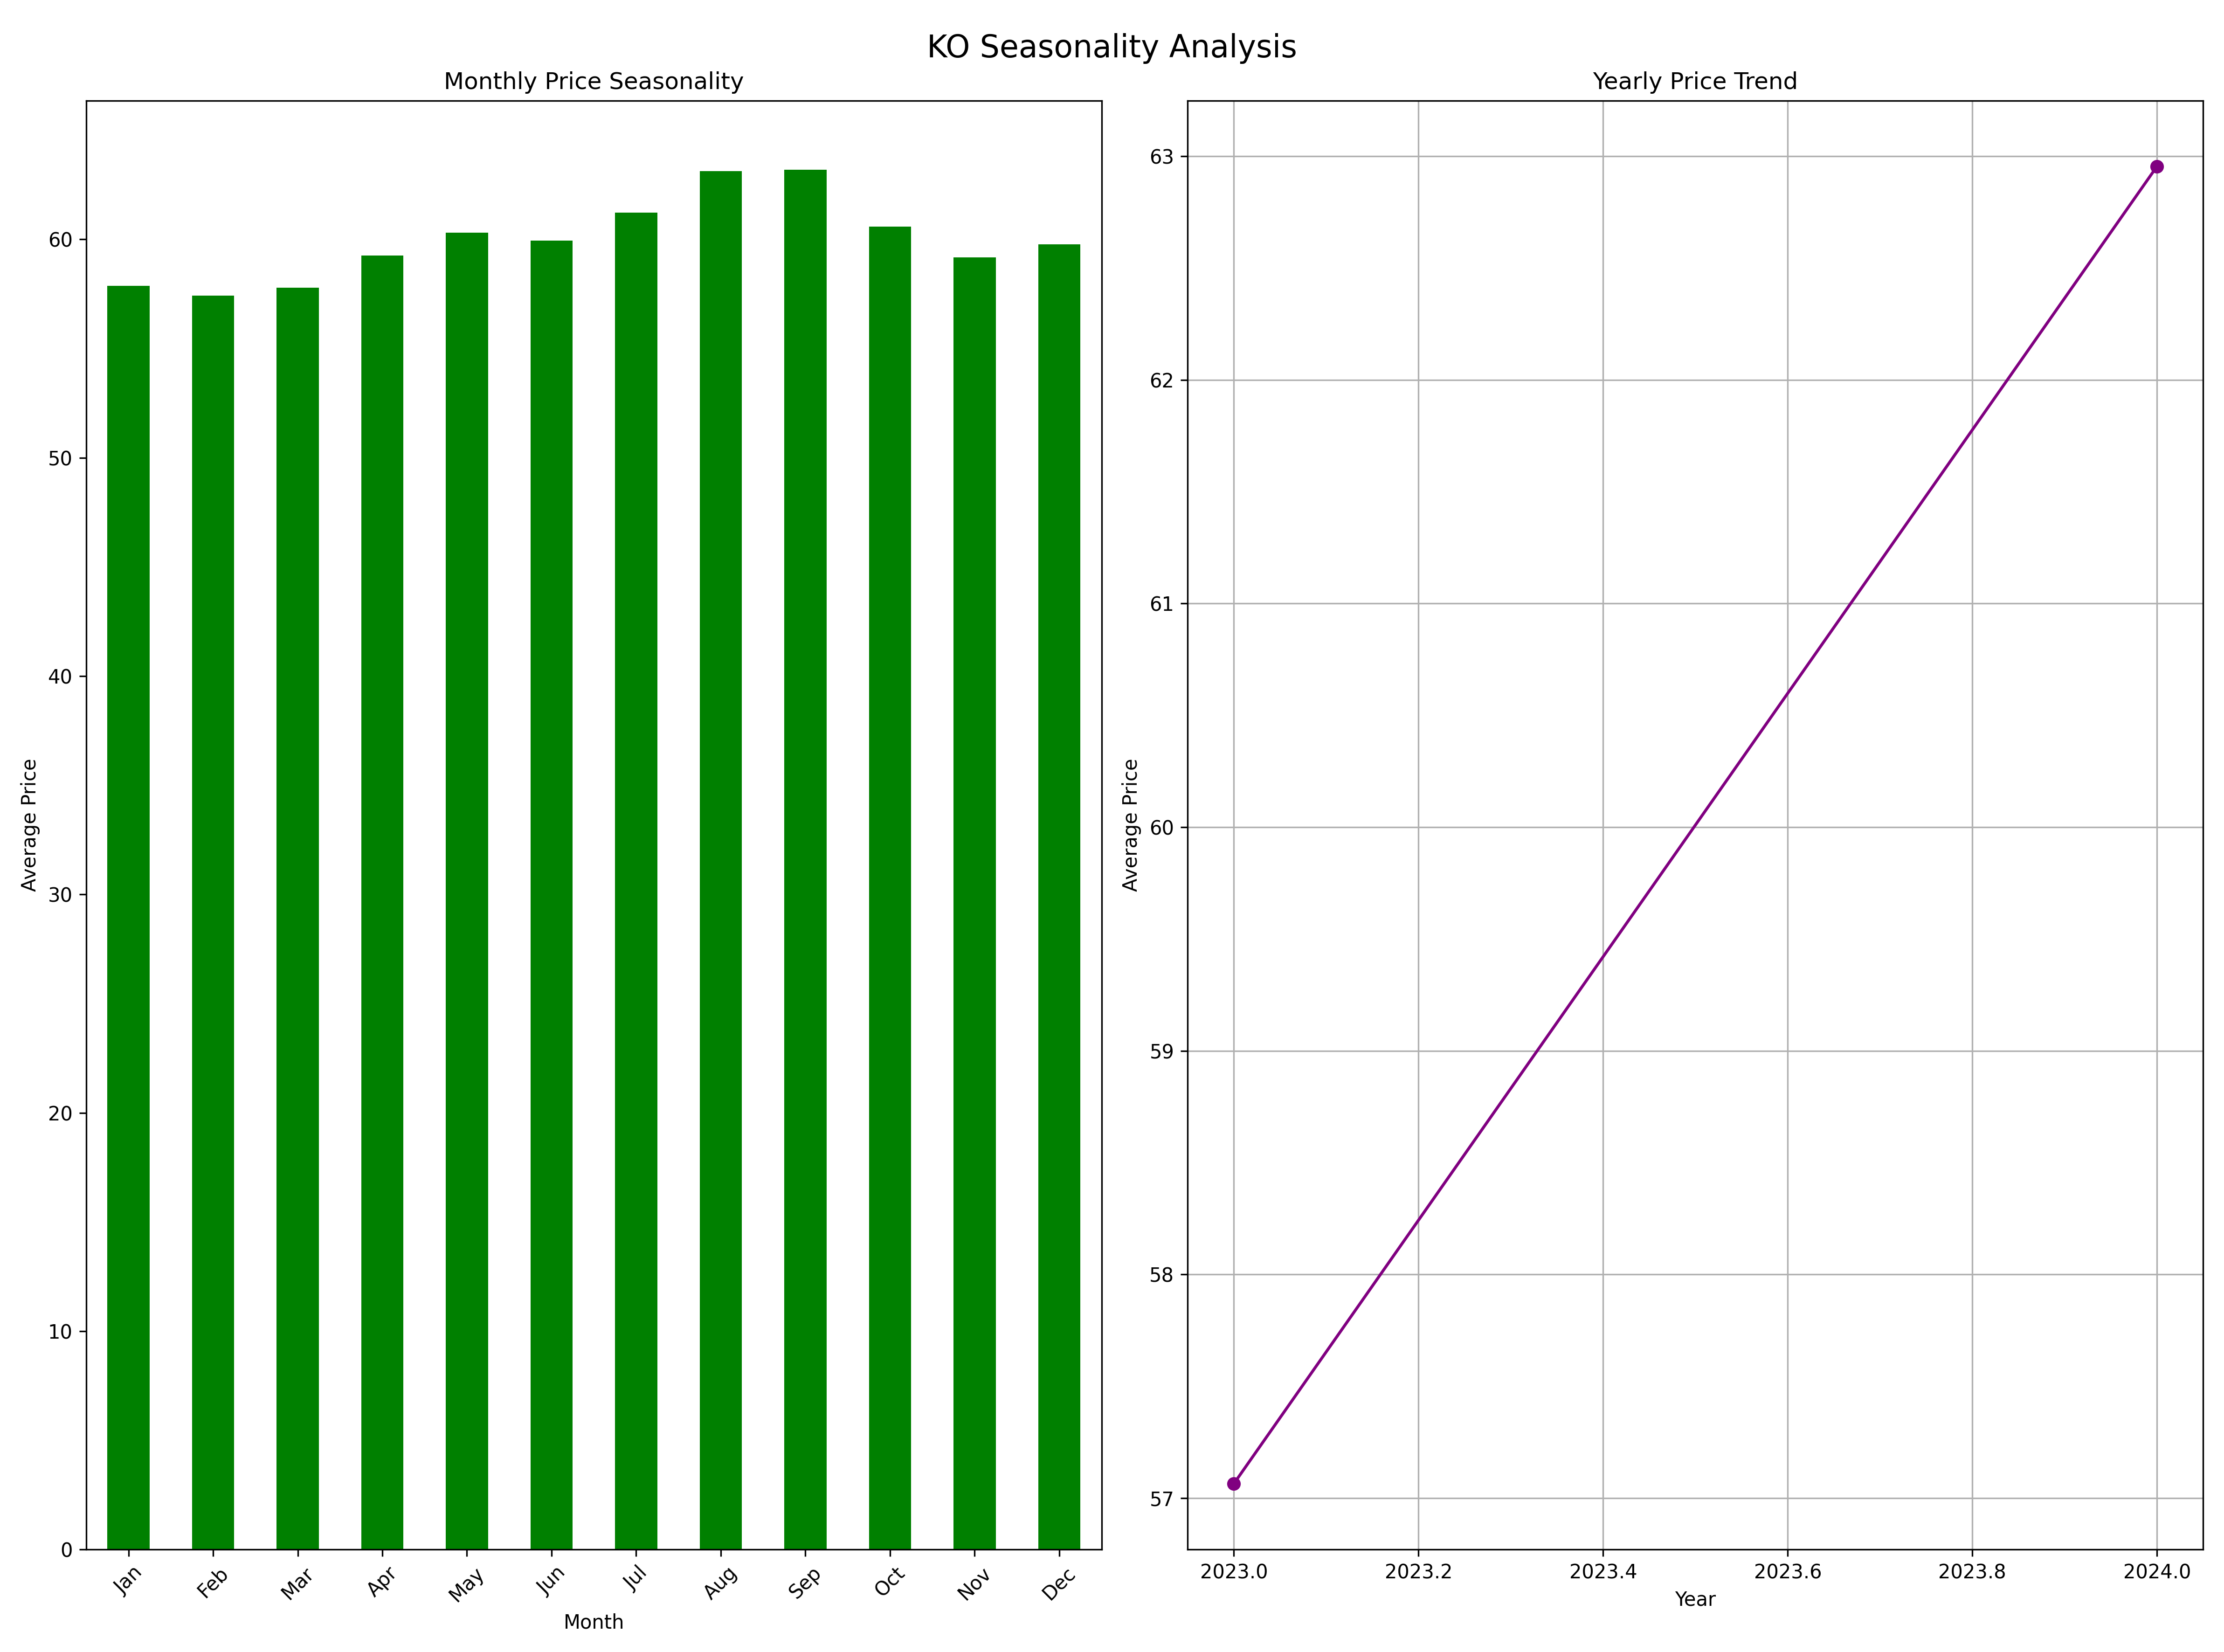 KO Seasonality Analysis
Monthly Price Seasonality
Average Price
60
50
40
30
20
10
0
Jan
Feb
Mar
Apr
May
Jun
Jul
Aug
Sep
Oct
Nov
Dec
Month
Yearly Price Trend
Average Price
63
62
61
60
59
58
57
2023.0
2023.2
2023.4
2023.6
2023.8
2024.0
Year